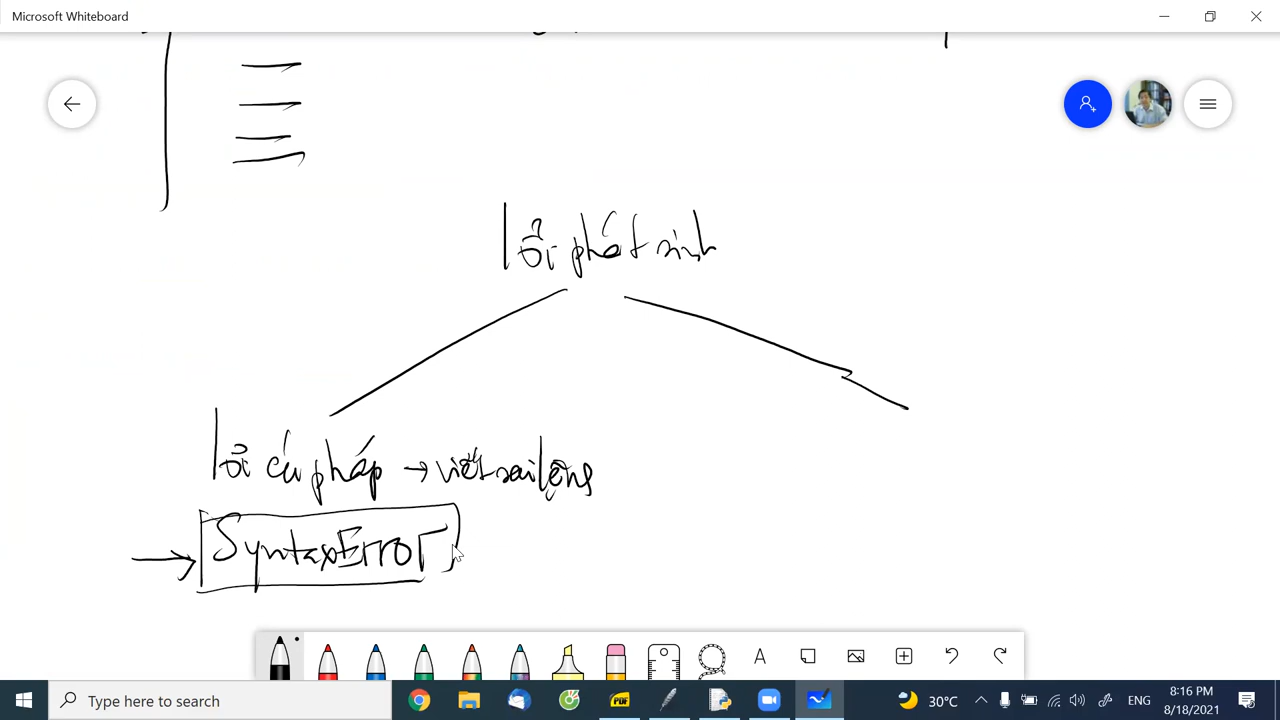 Microsoft Whiteboard
lỗi phát sinh
lỗi cú pháp → viết sai lệnh
→ SyntaxError
A
Type here to search
PDF
30°C
ENG
8:16 PM
8/18/2021